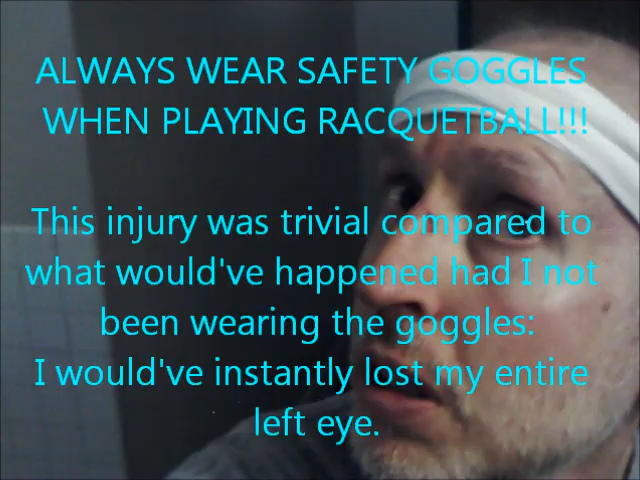 ALWAYS WEAR SAFETY GOGGLES
WHEN PLAYING RACQUETBALL!!!
This injury was trivial compared to
what would've happened had I not
been wearing the goggles:
I would've instantly lost my entire
left eye.